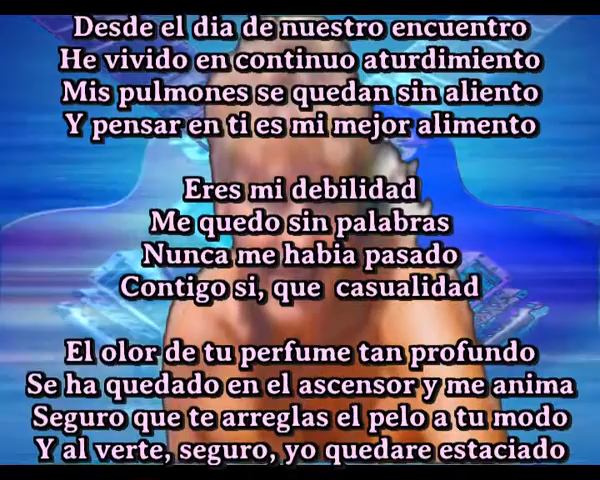 Desde el dia de nuestro encuentro
He vivido en continuo aturdimiento
Mis pulmones se quedan sin aliento
Y pensar en ti es mi mejor alimento
Eres mi debilidad
Me quedo sin palabras
Nunca me habia pasado
Contigo si, que casualidad
El olor de tu perfume tan profundo
Se ha quedado en el ascensor y me anima
Seguro que te arreglas el pelo a tu modo
Y al verte, seguro, yo quedare estaciado